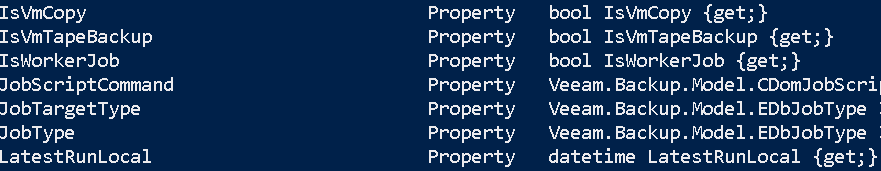 IsVmCopy Property bool IsVmCopy {get;}
IsVmTapeBackup Property bool IsVmTapeBackup {get;}
IsWorkerJob Property bool IsWorkerJob {get;}
JobScriptCommand Property Veeam.Backup.Model.CDomJobScrip
JobTargetType Property Veeam.Backup.Model.EDbJobType
JobType Property Veeam.Backup.Model.EDbJobType
LatestRunLocal Property datetime LatestRunLocal {get;}